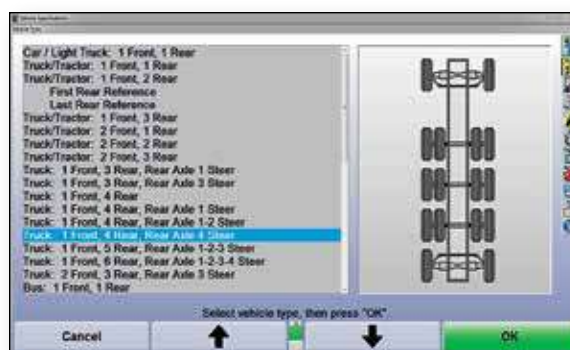 Vehicle Specifications
Vehicle Type
Car / Light Truck: 1 Front, 1 Rear
Truck/Tractor: 1 Front, 1 Rear
Truck/Tractor: 1 Front, 2 Rear
First Rear Reference
Last Rear Reference
Truck/Tractor: 1 Front, 3 Rear
Truck/Tractor: 2 Front, 1 Rear
Truck/Tractor: 2 Front, 2 Rear
Truck/Tractor: 2 Front, 3 Rear
Truck: 1 Front, 3 Rear, Rear Axle 1 Steer
Truck: 1 Front, 3 Rear, Rear Axle 3 Steer
Truck: 1 Front, 4 Rear
Truck: 1 Front, 4 Rear, Rear Axle 1 Steer
Truck: 1 Front, 4 Rear, Rear Axle 1-2 Steer
Truck: 1 Front, 4 Rear, Rear Axle 4 Steer
Truck: 1 Front, 5 Rear, Rear Axle 1-2-3 Steer
Truck: 1 Front, 6 Rear, Rear Axle 1-2-3-4 Steer
Truck: 2 Front, 3 Rear, Rear Axle 3 Steer
Bus: 1 Front, 1 Rear
Select vehicle type, then press "OK"
Cancel
OK